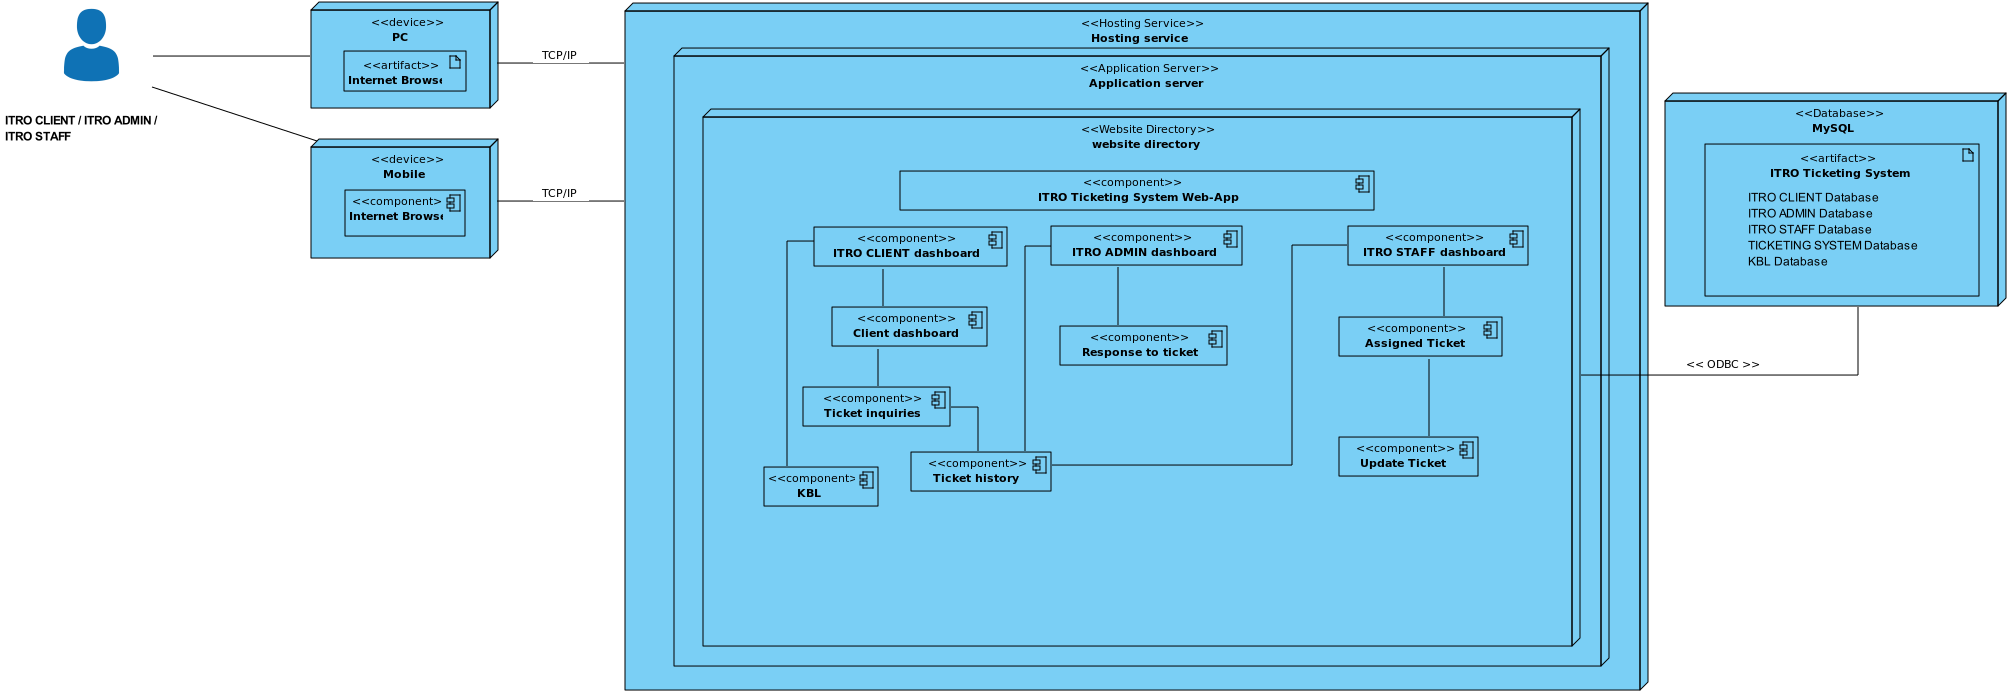 ITRO CLIENT / ITRO ADMIN /
ITRO STAFF
<<device>>
PC
<<artifact>>
Internet Browse
TCP/IP
<<device>>
Mobile
<<component>
Internet Browse
TCP/IP
<<Hosting Service>>
Hosting service
<<Application Server>>
Application server
<<Website Directory>>
website directory
<<component>>
ITRO Ticketing System Web-App
<<component>>
ITRO CLIENT dashboard
<<component>>
Client dashboard
<<component>>
Ticket inquiries
<<component>
KBL
<<component>>
Ticket history
<<component>>
ITRO ADMIN dashboard
<<component>>
Response to ticket
<<component>>
ITRO STAFF dashboard
<<component>>
Assigned Ticket
<<component>>
Update Ticket
<<Database>>
MySQL
<<artifact>>
ITRO Ticketing System
ITRO CLIENT Database
ITRO ADMIN Database
ITRO STAFF Database
TICKETING SYSTEM Database
KBL Database
<< ODBC >>